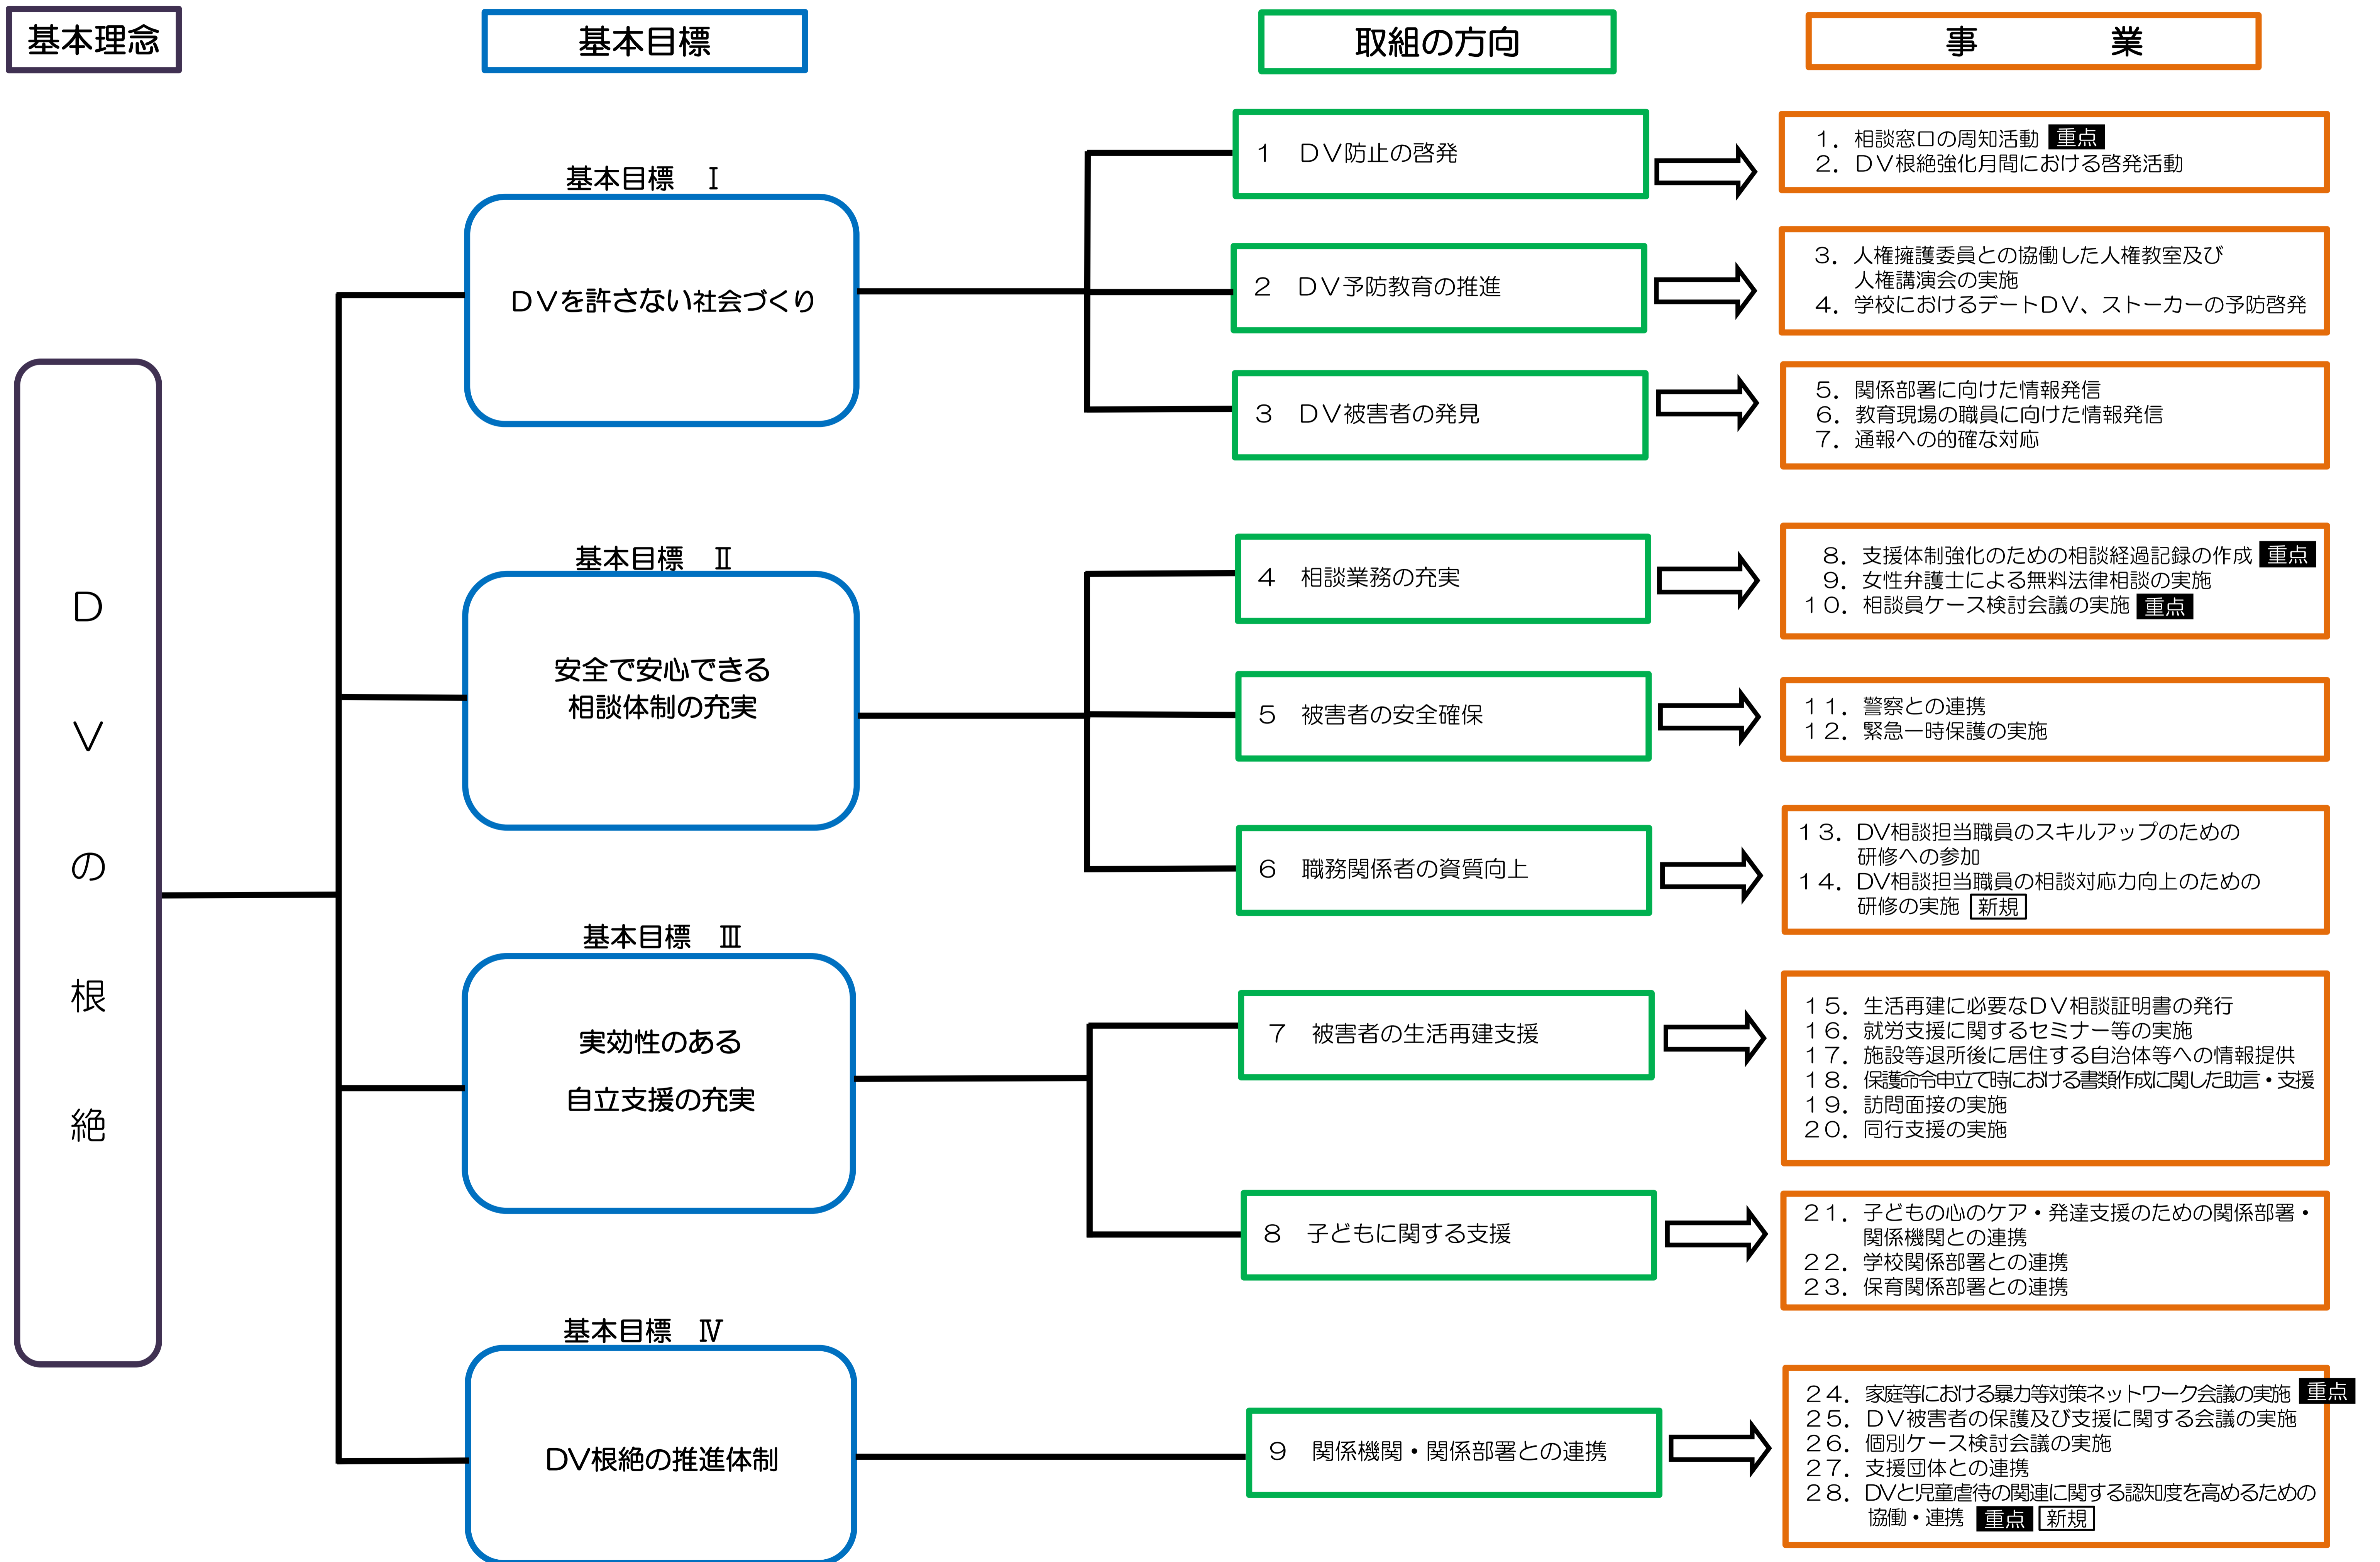 基本理念
基本目標
取組の方向
事　業
DVの根絶
基本目標　Ⅰ
ＤＶを許さない社会づくり
１　ＤＶ防止の啓発
１．相談窓口の周知活動 重点
２．ＤＶ根絶強化月間における啓発活動
２　ＤＶ予防教育の推進
３．人権擁護委員との協働した人権教室及び
人権講演会の実施
４．学校におけるデートＤＶ、ストーカーの予防啓発
３　ＤＶ被害者の発見
５．関係部署に向けた情報発信
６．教育現場の職員に向けた情報発信
７．通報への的確な対応
基本目標　Ⅱ
安全で安心できる
相談体制の充実
４　相談業務の充実
８．支援体制強化のための相談経過記録の作成 重点
９．女性弁護士による無料法律相談の実施
１０．相談員ケース検討会議の実施 重点
５　被害者の安全確保
１１．警察との連携
１２．緊急一時保護の実施
６　職務関係者の資質向上
１３．DV相談担当職員のスキルアップのための
研修への参加
１４．DV相談担当職員の相談対応力向上のための
研修の実施 新規
基本目標　Ⅲ
実効性のある
自立支援の充実
７　被害者の生活再建支援
１５．生活再建に必要なＤＶ相談証明書の発行
１６．就労支援に関するセミナー等の実施
１７．施設等退所後に居住する自治体等への情報提供
１８．保護命令申立て時における書類作成に関した助言・支援
１９．訪問面接の実施
２０．同行支援の実施
８　子どもに関する支援
２１．子どもの心のケア・発達支援のための関係部署・
関係機関との連携
２２．学校関係部署との連携
２３．保育関係部署との連携
基本目標　Ⅳ
DV根絶の推進体制
９　関係機関・関係部署との連携
２４．家庭等における暴力等対策ネットワーク会議の実施 重点
２５．ＤＶ被害者の保護及び支援に関する会議の実施
２６．個別ケース検討会議の実施
２７．支援団体との連携
２８．DVと児童虐待の関連に関する認知度を高めるための
協働・連携 重点 新規